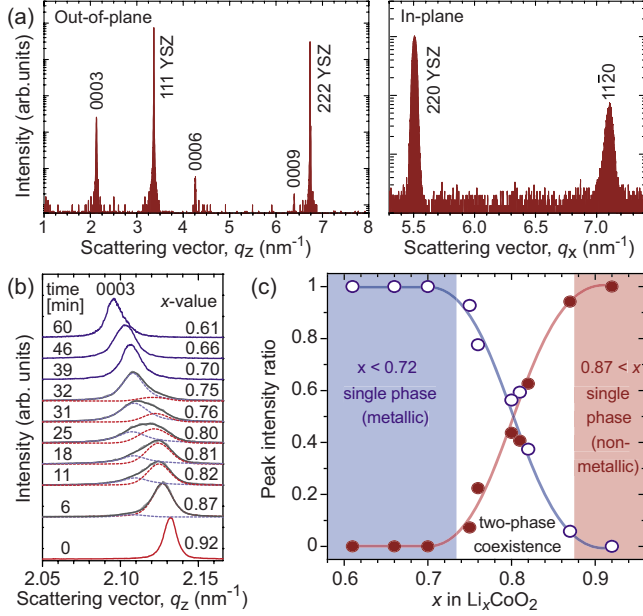 (a)
Out-of-plane
Intensity (arb.units)
0003
111 YSZ
0006
0009
222 YSZ
1 2 3 4 5 6 7 8
Scattering vector, q_z (nm⁻¹)
In-plane
220 YSZ
112̅0
5.5 6.0 6.5 7.0
Scattering vector, q_x (nm⁻¹)
(b)
time 0003
[min] x-value
60 0.61
46 0.66
39 0.70
32 0.75
31 0.76
25 0.80
18 0.81
11 0.82
6 0.87
0 0.92
Intensity (arb. units)
2.05 2.10 2.15
Scattering vector, q_z (nm⁻¹)
(c)
Peak intensity ratio
1
0.8
0.6
0.4
0.2
0
x < 0.72
single phase
(metallic)
0.87 < x
single
phase
(non-
metallic)
two-phase
coexistence
0.6 0.7 0.8 0.9
x in LiₓCoO₂